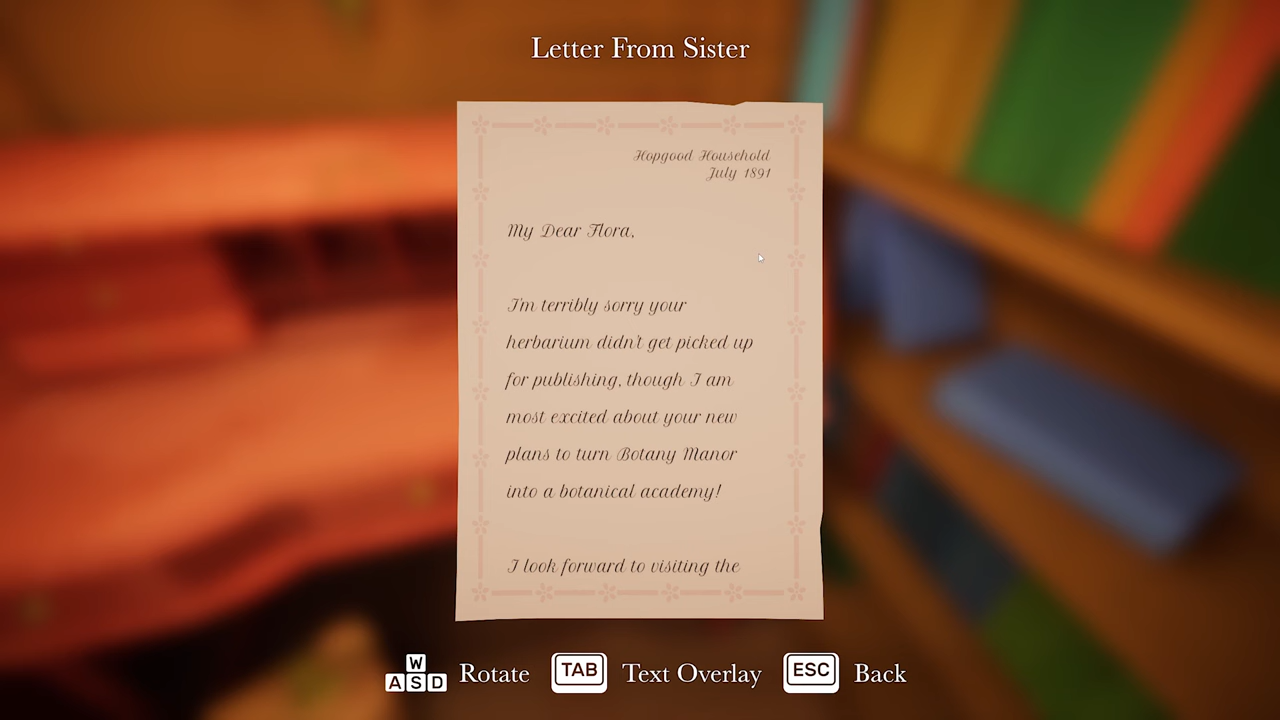 Letter From Sister
Hopgood Household
July 1891
My Dear Flora,
I'm terribly sorry your
herbarium didn't get picked up
for publishing, though I am
most excited about your new
plans to turn Botany Manor
into a botanical academy!
I look forward to visiting the
W
A S D Rotate TAB Text Overlay ESC Back